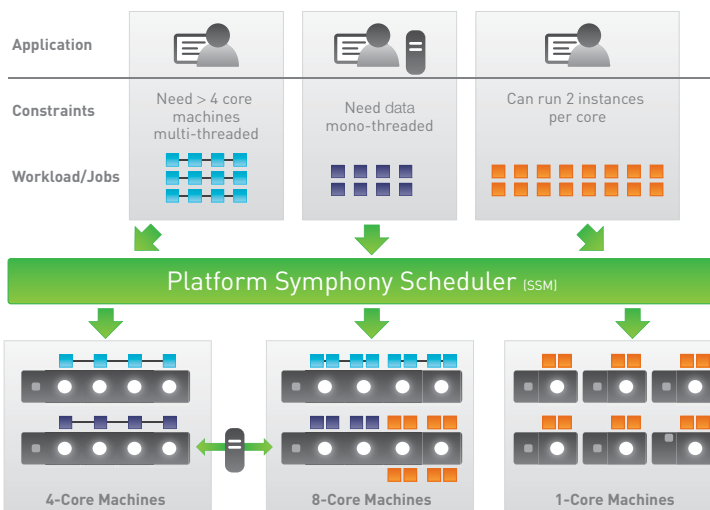 Application
Constraints
Need > 4 core
machines
multi-threaded
Need data
mono-threaded
Can run 2 instances
per core
Workload/Jobs
Platform Symphony Scheduler (SSM)
4-Core Machines
8-Core Machines
1-Core Machines